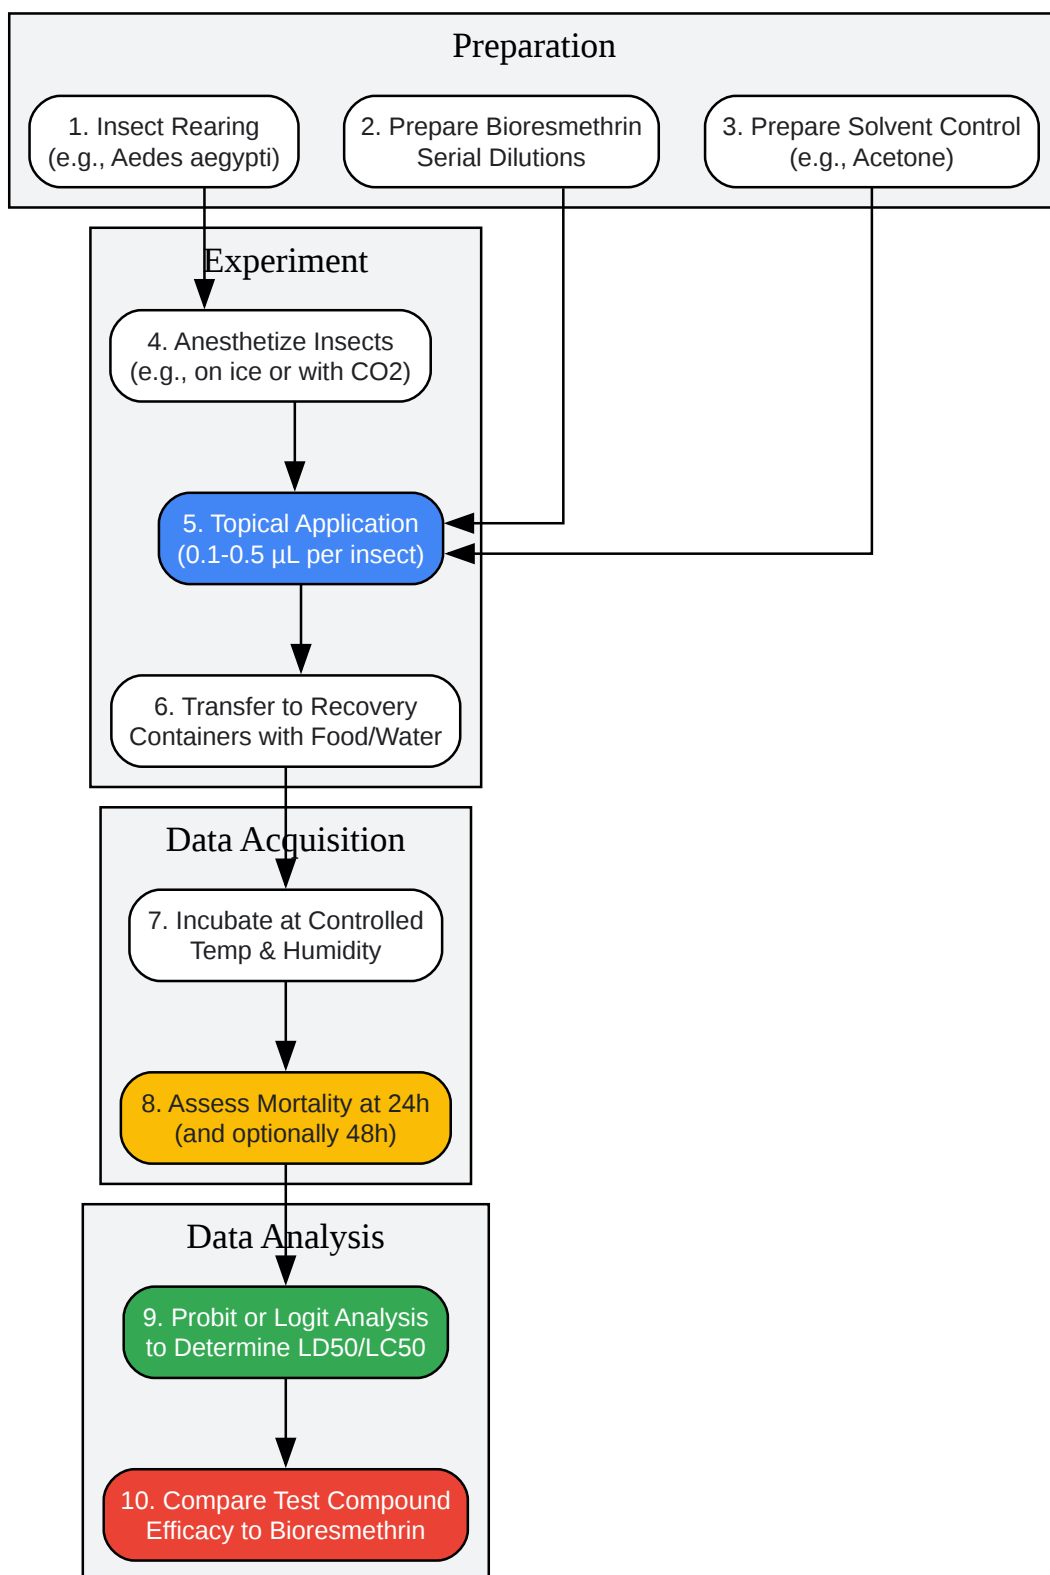 Preparation
1. Insect Rearing
(e.g., Aedes aegypti)
2. Prepare Bioresmethrin
Serial Dilutions
3. Prepare Solvent Control
(e.g., Acetone)
Experiment
4. Anesthetize Insects
(e.g., on ice or with CO2)
5. Topical Application
(0.1-0.5 µL per insect)
6. Transfer to Recovery
Containers with Food/Water
Data Acquisition
7. Incubate at Controlled
Temp & Humidity
8. Assess Mortality at 24h
(and optionally 48h)
Data Analysis
9. Probit or Logit Analysis
to Determine LD50/LC50
10. Compare Test Compound
Efficacy to Bioresmethrin